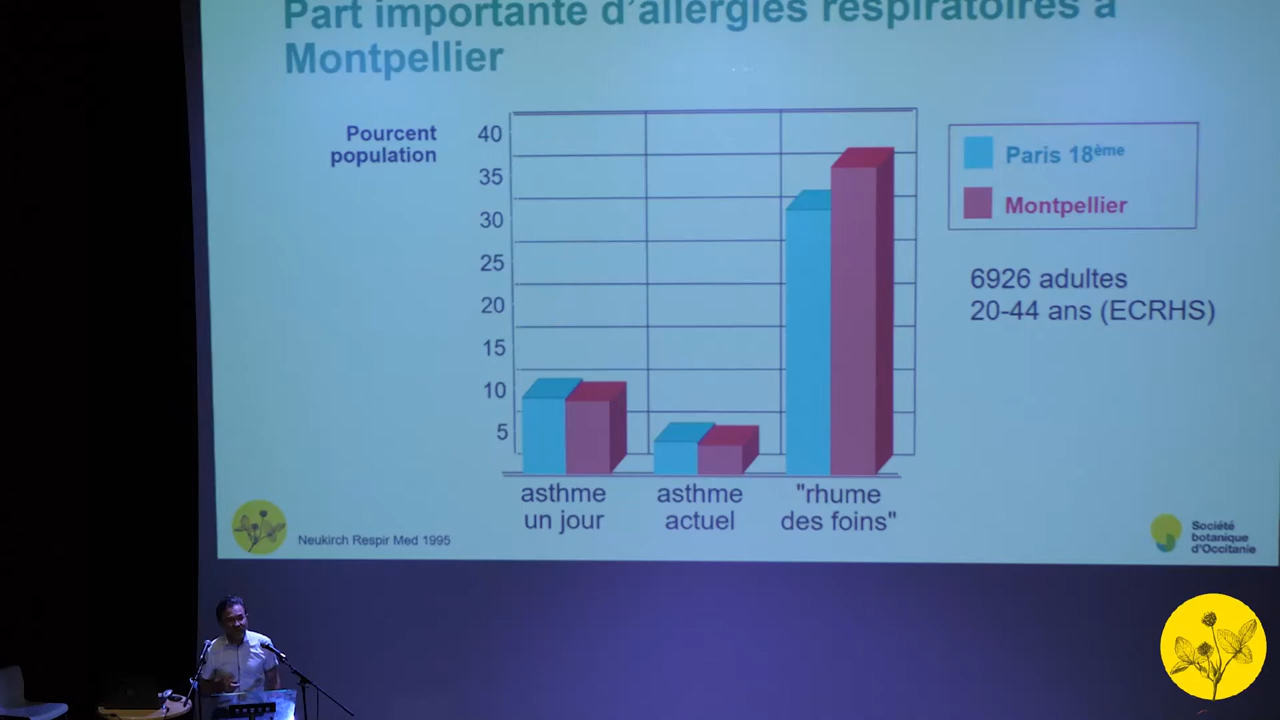 Part importante d'allergies respiratoires à
Montpellier
Pourcent
population
40
35
30
25
20
15
10
5
Paris 18ème
Montpellier
6926 adultes
20-44 ans (ECRHS)
asthme
un jour
asthme
actuel
"rhume
des foins"
Neukirch Respir Med 1995
Société
botanique
d'Occitanie